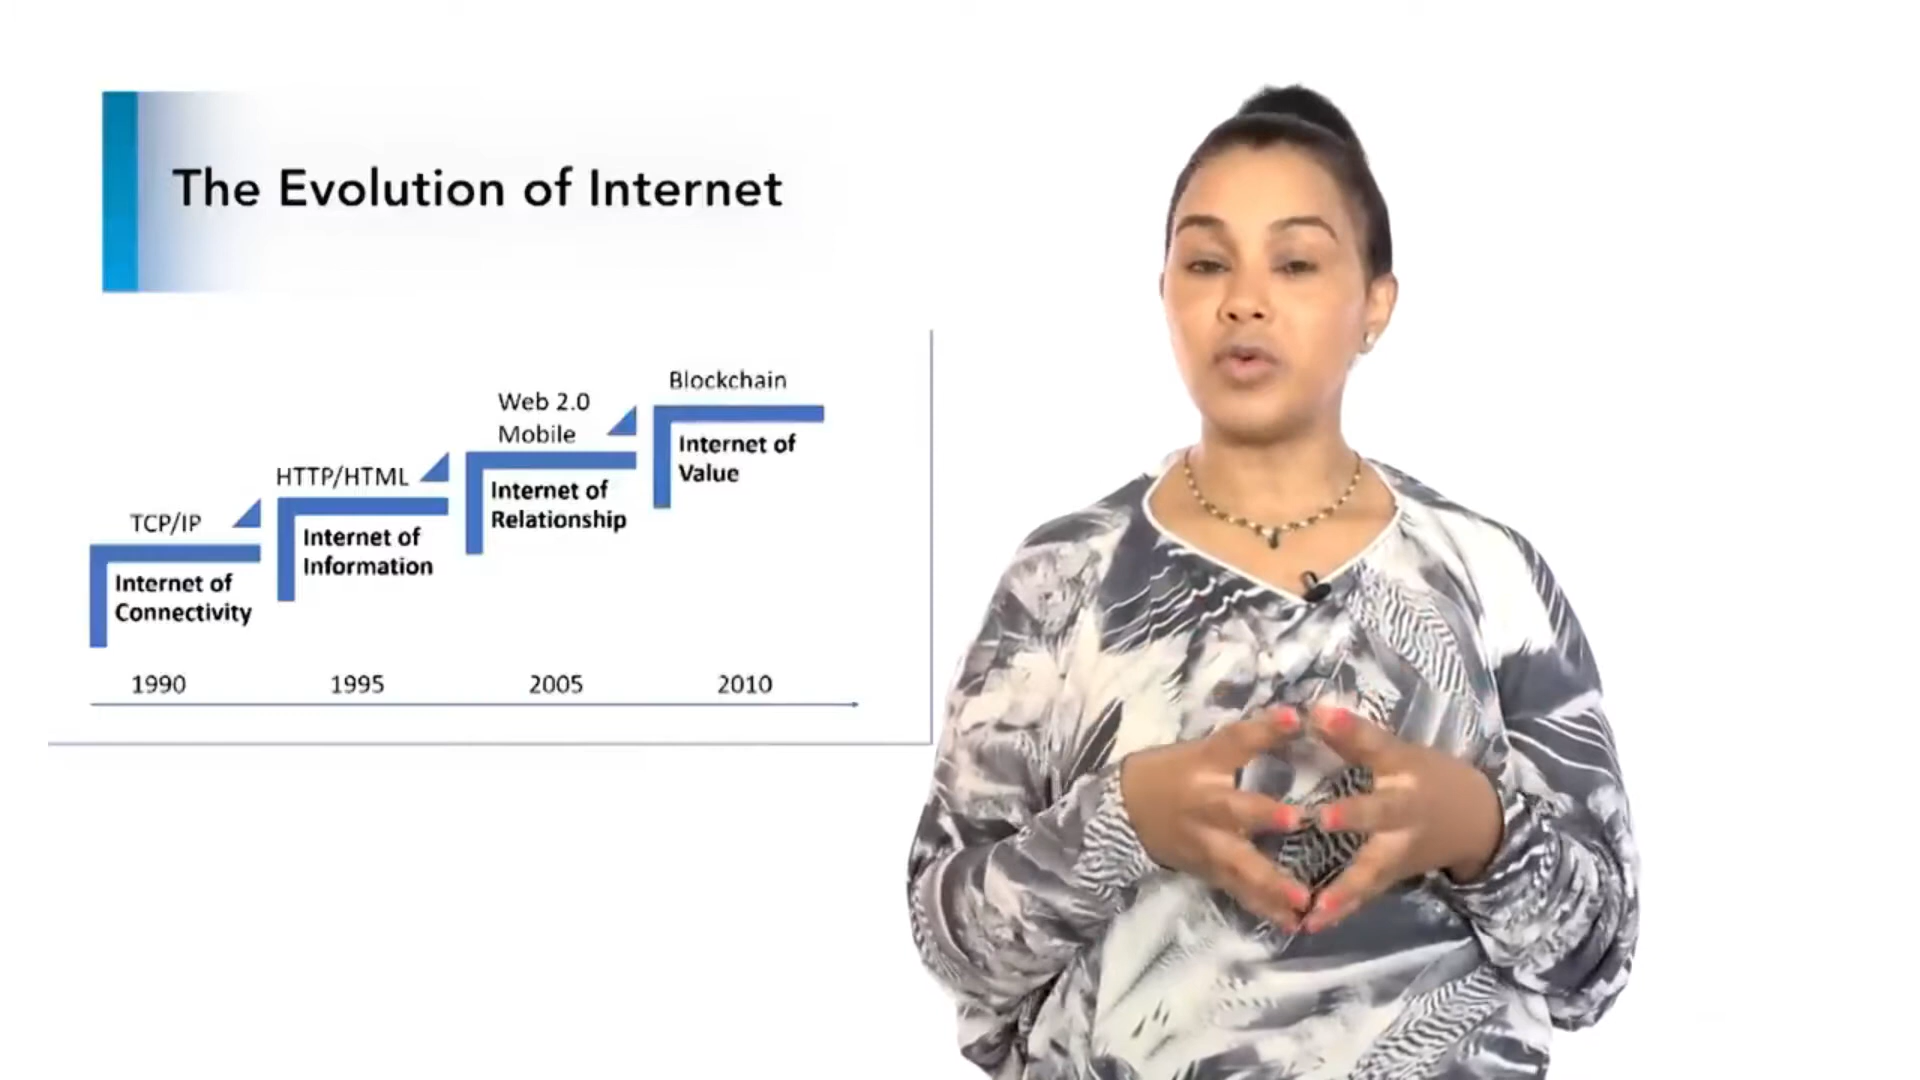 The Evolution of Internet
Blockchain
Web 2.0
Mobile
Internet of
Value
HTTP/HTML
Internet of
Relationship
TCP/IP
Internet of
Information
Internet of
Connectivity
1990 1995 2005 2010